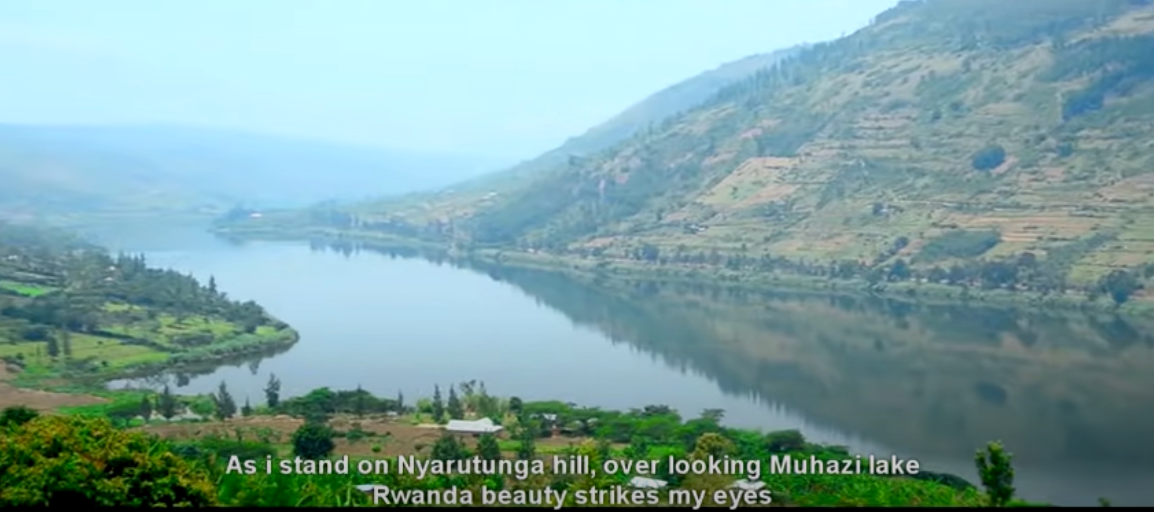 As i stand on Nyarutunga hill, over looking Muhazi lake
Rwanda beauty strikes my eyes